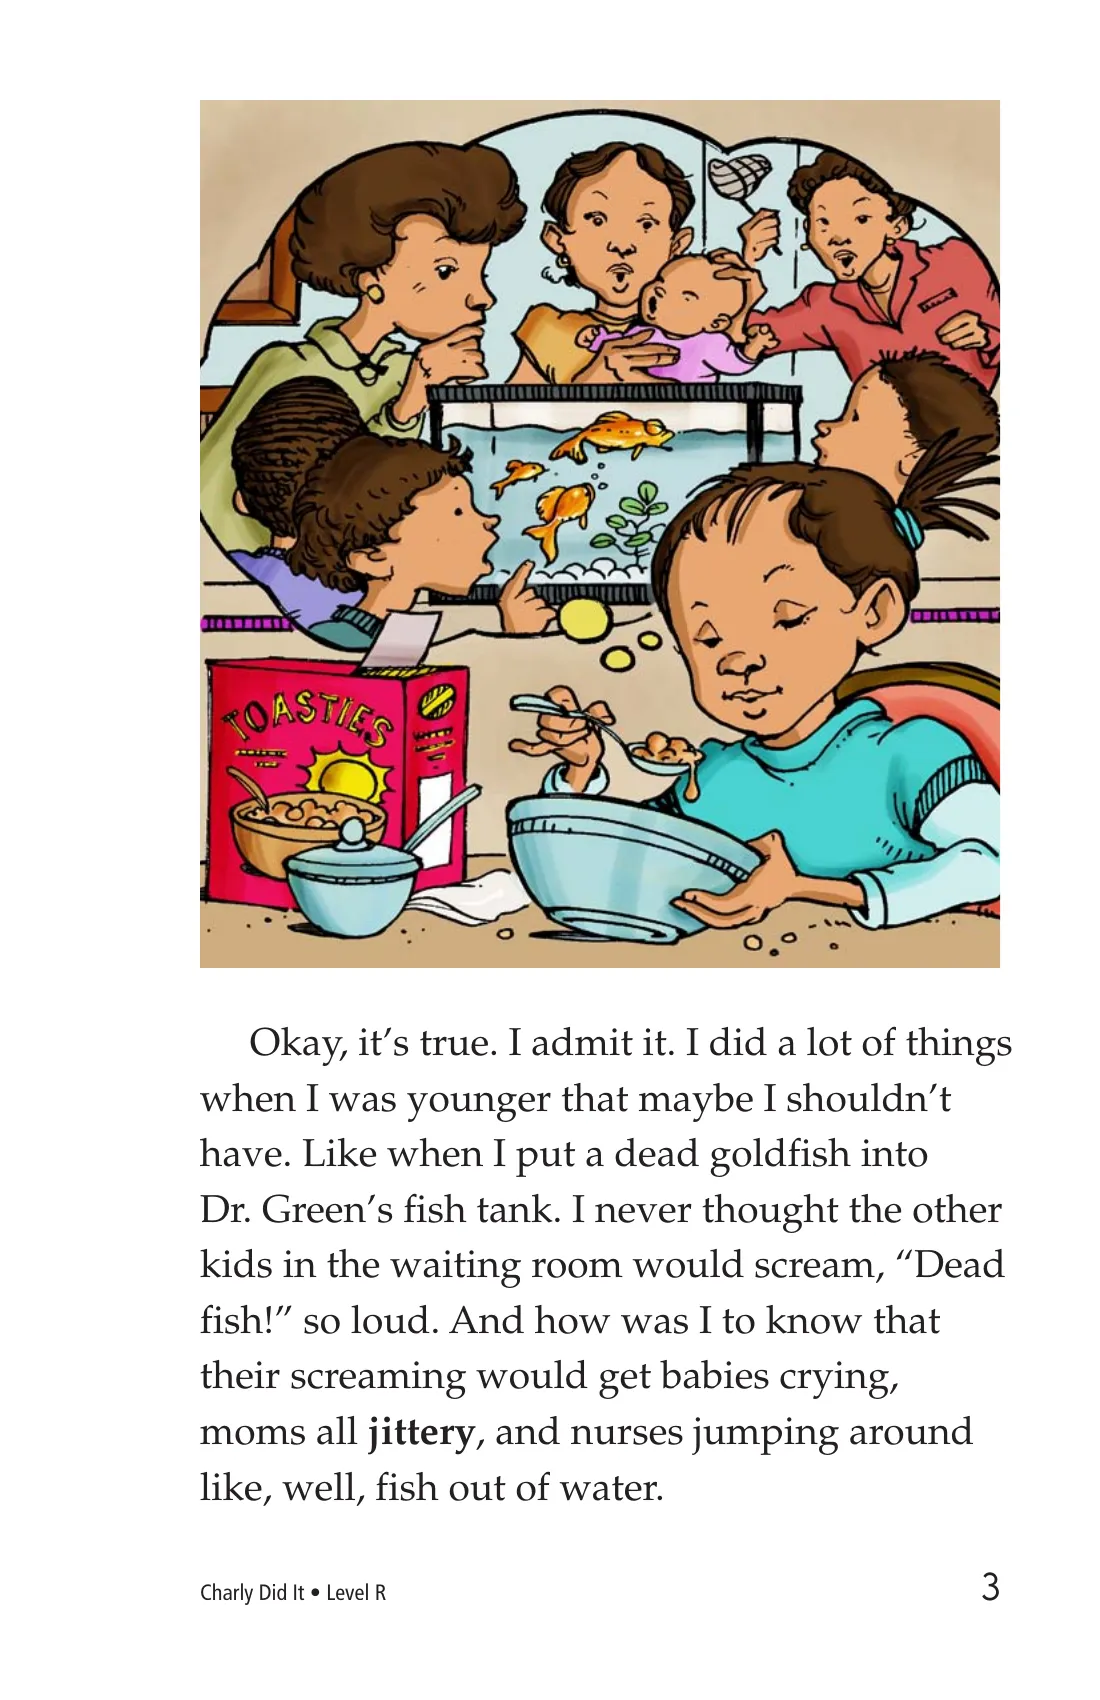 TOASTIES
Okay, it’s true. I admit it. I did a lot of things
when I was younger that maybe I shouldn’t
have. Like when I put a dead goldfish into
Dr. Green’s fish tank. I never thought the other
kids in the waiting room would scream, “Dead
fish!” so loud. And how was I to know that
their screaming would get babies crying,
moms all jittery, and nurses jumping around
like, well, fish out of water.
Charly Did It • Level R
3